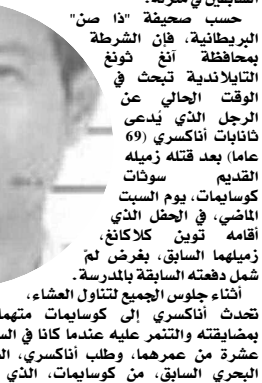 السابقين في منزله.
حسب صحيفة "ذا صن"
البريطانية، فإن الشرطة
بمحافظة آنغ ثونغ
التايلاندية تبحث في
الوقت الحالي عن
الرجل الذي يُدعى
ثانابات أناكسري (69
عاما) بعد قتله زميله
القديم سوثات
كوسايمات، يوم السبت
الماضي، في الحفل الذي
أقامه توين كلاكانغ،
زميلهما السابق، بغرض لمّ
شمل دفعته السابقة بالمدرسة.
أثناء جلوس الجميع لتناول العشاء،
تحدث أناكسري إلى كوسايمات متهما
بمضايقته والتنمر عليه عندما كانا في
عشرة من عمرهما، وطلب أناكسري،
البحري السابق، من كوسايمات، الذي